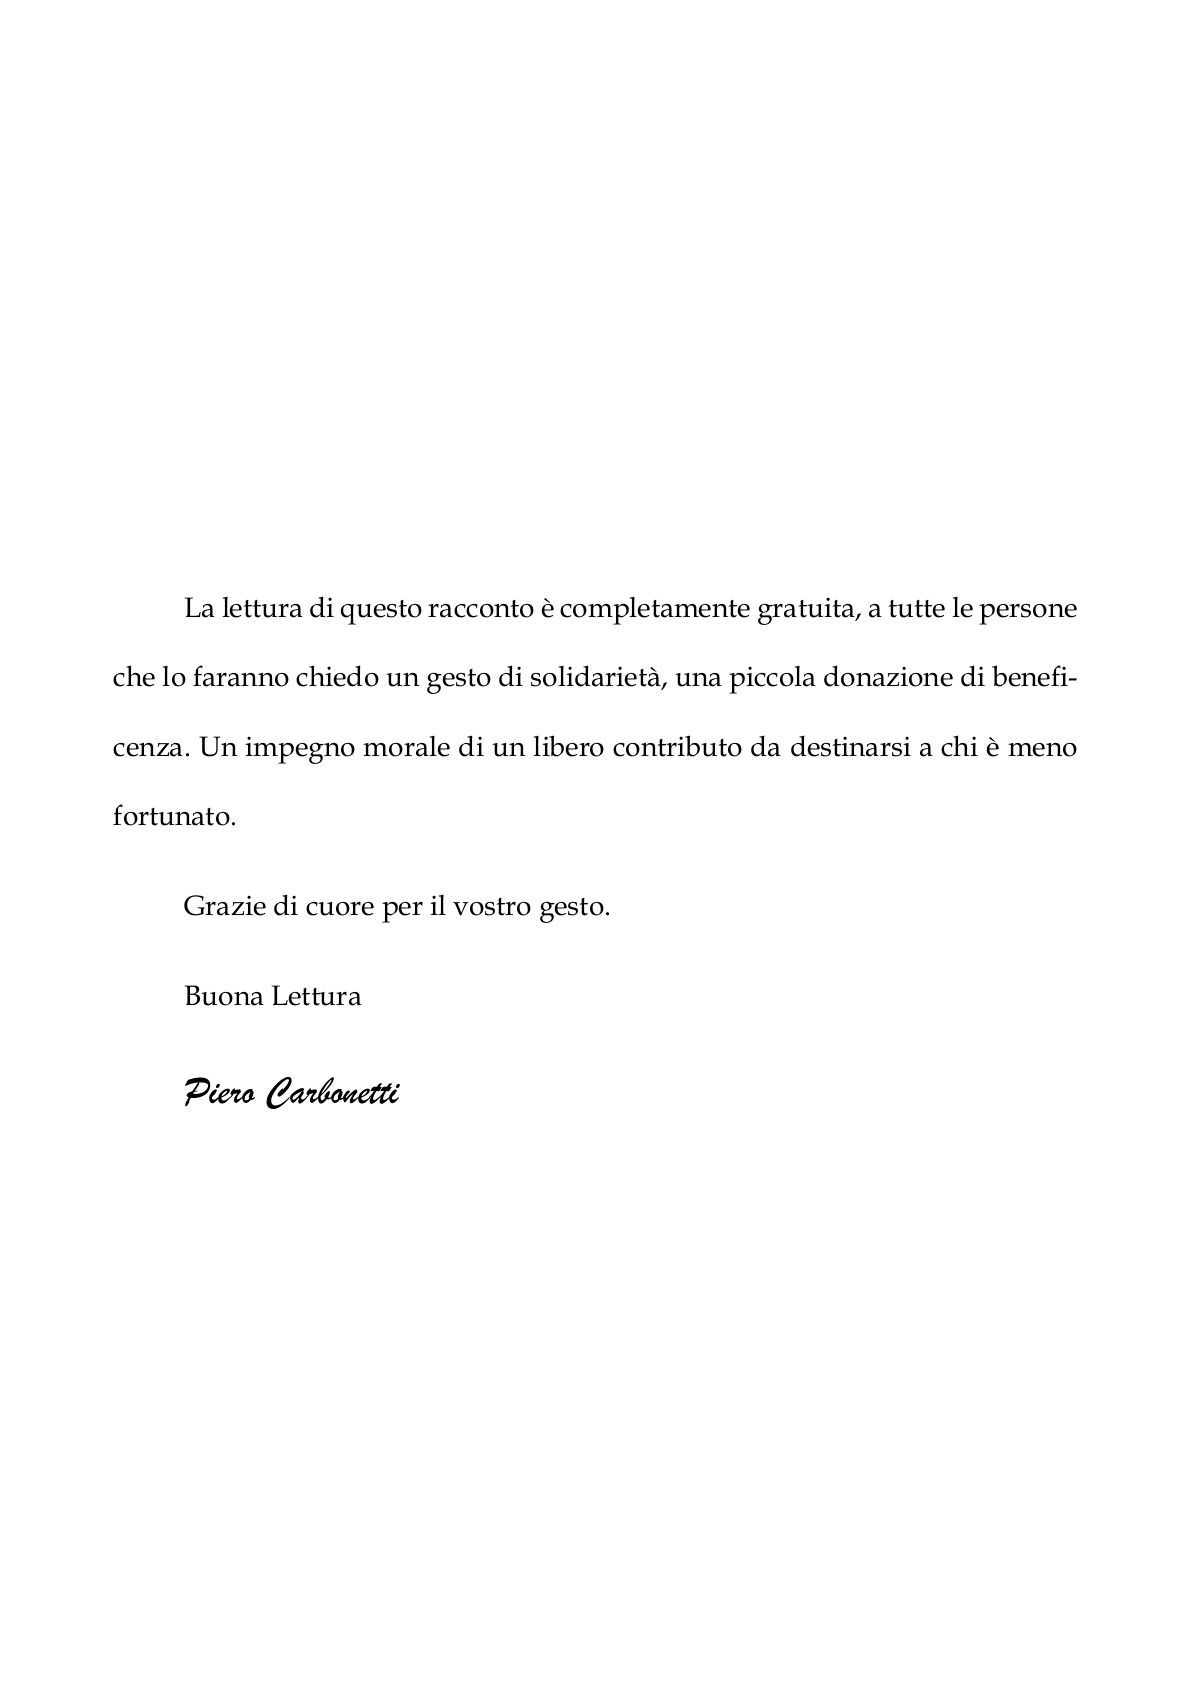 La lettura di questo racconto è completamente gratuita, a tutte le persone
che lo faranno chiedo un gesto di solidarietà, una piccola donazione di benefi-
cenza. Un impegno morale di un libero contributo da destinarsi a chi è meno
fortunato.
Grazie di cuore per il vostro gesto.
Buona Lettura
Piero Carbonetti